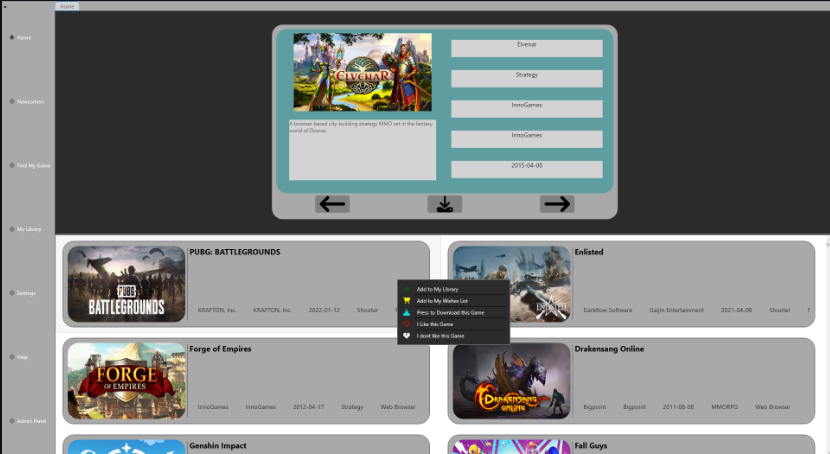 Home
Home
Newcomers
Find My Game
My Library
Settings
Help
Admin Panel
ELVENAR
A browser based city-building strategy MMO set in the fantasy
world of Elvenar.
Elvenar
Strategy
InnoGames
InnoGames
2015-04-08
PUBG: BATTLEGROUNDS
PUBG
BATTLEGROUNDS
KRAFTON, Inc. KRAFTON, Inc. 2022-01-12 Shooter
Enlisted
ENLISTED
Darkflow Software Gaijin Entertainment 2021-04-08 Shooter
Add to My Library
Add to My Wishes List
Press to Download this Game
I Like this Game
I dont like this Game
Forge of Empires
FORGE
OF EMPIRES
InnoGames InnoGames 2012-04-17 Strategy Web Browser
Drakensang Online
DRAKENSANG
ONLINE
Bigpoint Bigpoint 2011-08-08 MMORPG Web Browser
Genshin Impact
Fall Guys